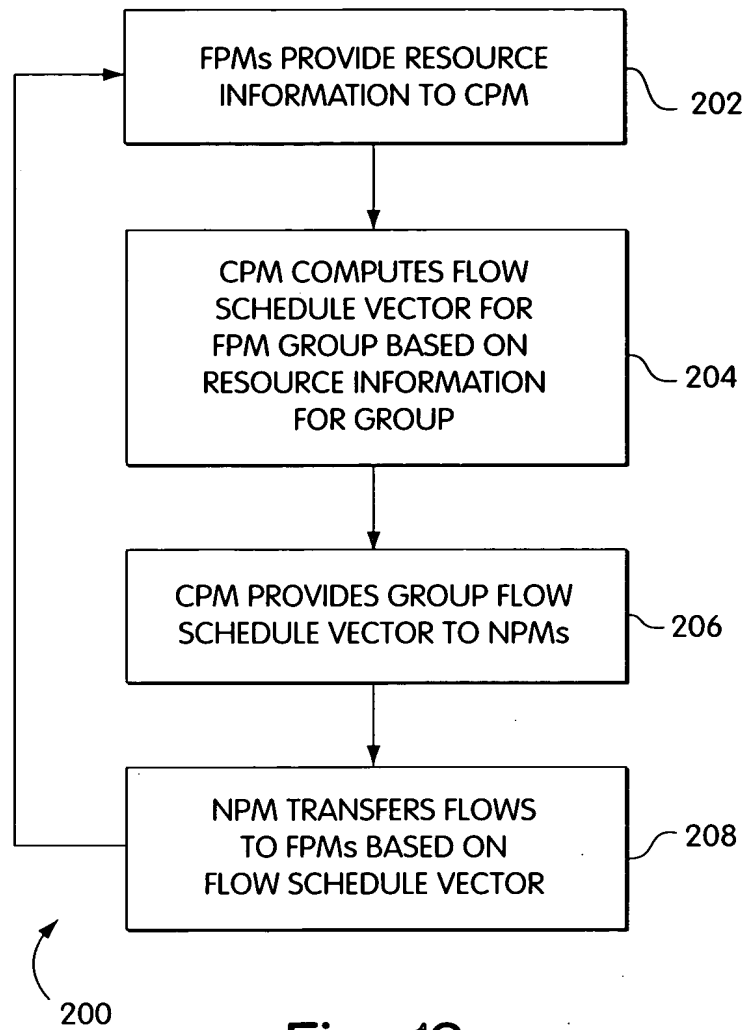 FPMs PROVIDE RESOURCE
INFORMATION TO CPM
202
CPM COMPUTES FLOW
SCHEDULE VECTOR FOR
FPM GROUP BASED ON
RESOURCE INFORMATION
FOR GROUP
204
CPM PROVIDES GROUP FLOW
SCHEDULE VECTOR TO NPMs
206
NPM TRANSFERS FLOWS
TO FPMs BASED ON
FLOW SCHEDULE VECTOR
208
200